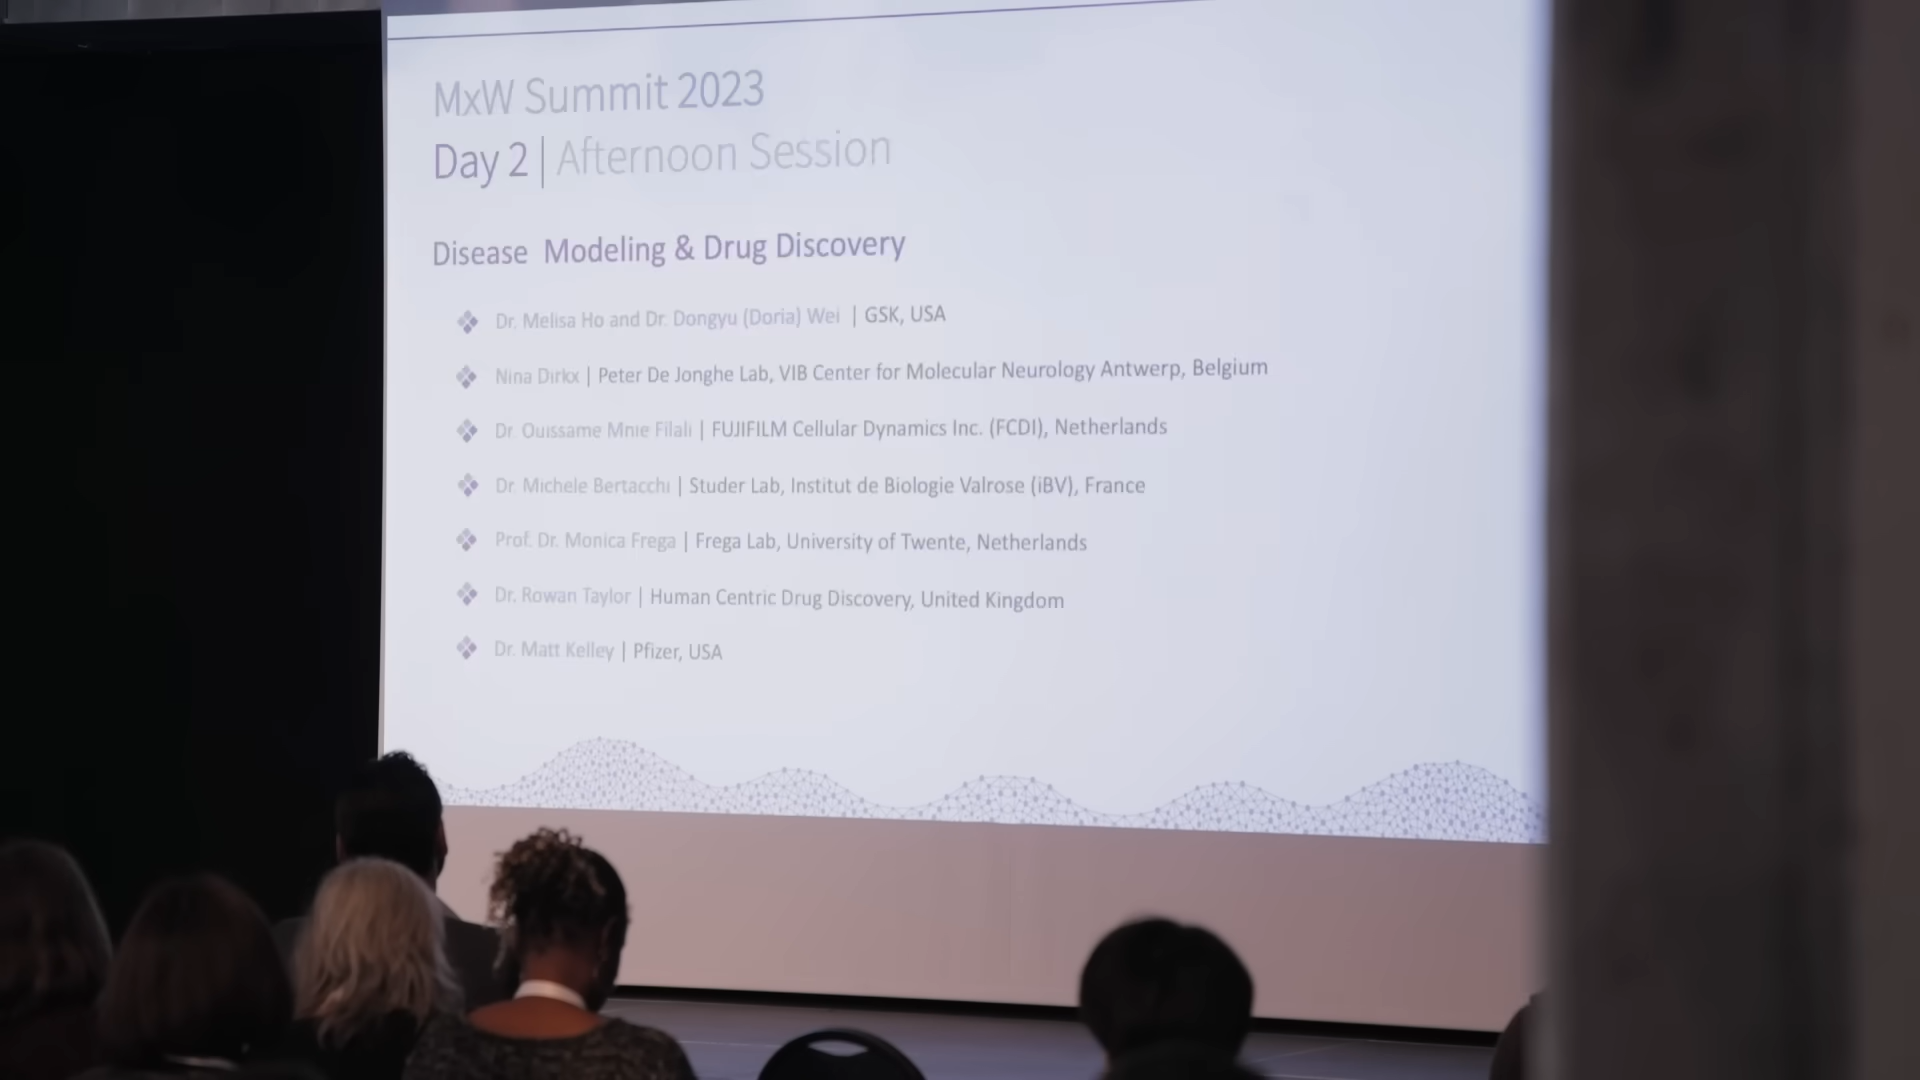 MxW Summit 2023
Day 2 | Afternoon Session
Disease Modeling & Drug Discovery
Dr. Melisa Ho and Dr. Dongyu (Doria) Wei | GSK, USA
Nina Dirkx | Peter De Jonghe Lab, VIB Center for Molecular Neurology Antwerp, Belgium
Dr. Ouissame Mnie Filali | FUJIFILM Cellular Dynamics Inc. (FCDI), Netherlands
Dr. Michele Bertacchi | Studer Lab, Institut de Biologie Valrose (iBV), France
Prof. Dr. Monica Frega | Frega Lab, University of Twente, Netherlands
Dr. Rowan Taylor | Human Centric Drug Discovery, United Kingdom
Dr. Matt Kelley | Pfizer, USA